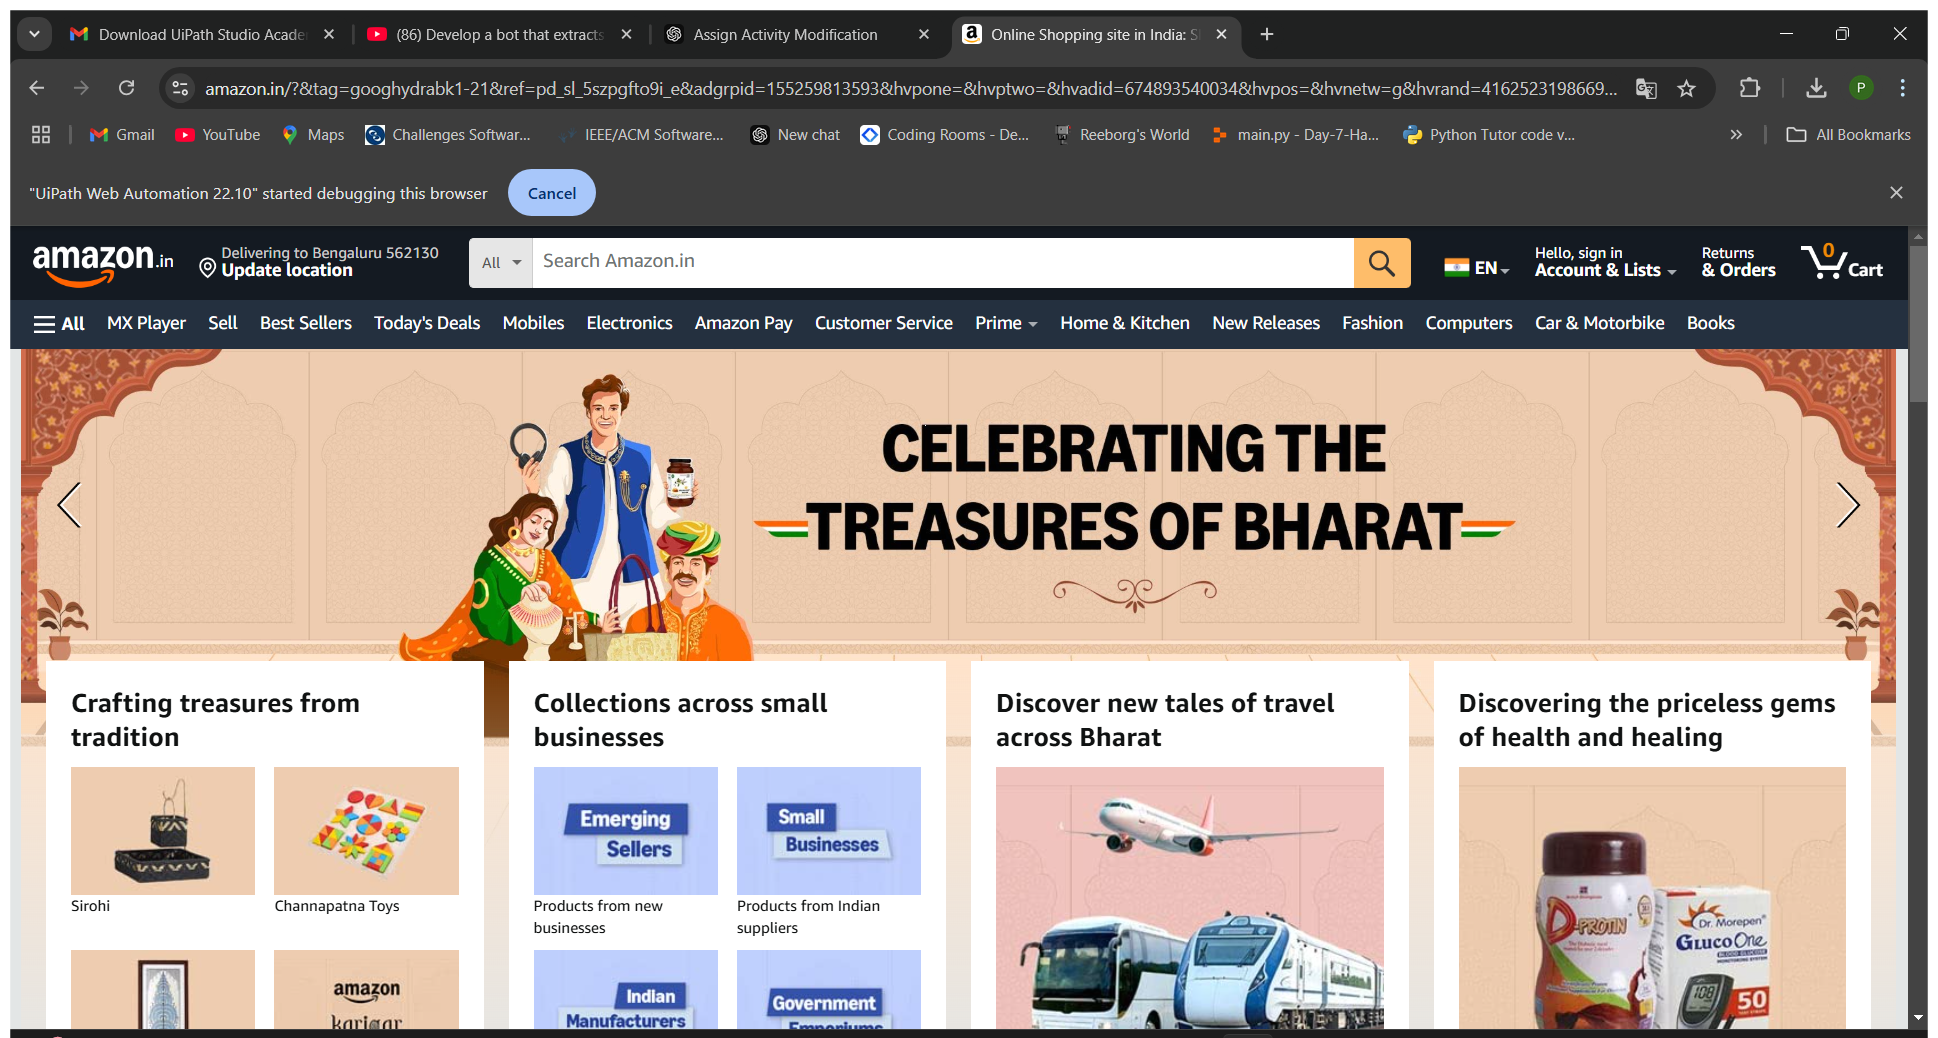 Download UiPath Studio Acade
(86) Develop a bot that extracts
Assign Activity Modification
Online Shopping site in India: S
amazon.in/?&tag=googhydrabk1-21&ref=pd_sl_5szpgfto9i_e&adgrpid=155259813593&hvpone=&hvptwo=&hvadid=674893540034&hvpos=&hvnetw=g&hvrand=4162523198669...
P
Gmail
YouTube
Maps
Challenges Softwar...
IEEE/ACM Software...
New chat
Coding Rooms - De...
Reeborg's World
main.py - Day-7-Ha...
Python Tutor code v...
All Bookmarks
"UiPath Web Automation 22.10" started debugging this browser
Cancel
amazon.in
Delivering to Bengaluru 562130
Update location
All
Search Amazon.in
EN
Hello, sign in
Account & Lists
Returns
& Orders
0
Cart
All
MX Player
Sell
Best Sellers
Today's Deals
Mobiles
Electronics
Amazon Pay
Customer Service
Prime
Home & Kitchen
New Releases
Fashion
Computers
Car & Motorbike
Books
CELEBRATING THE
TREASURES OF BHARAT
Crafting treasures from
tradition
Sirohi
Channapatna Toys
amazon
karigar
Collections across small
businesses
Emerging
Sellers
Small
Businesses
Products from new
businesses
Products from Indian
suppliers
Indian
Manufacturers
Government
Emporiums
Discover new tales of travel
across Bharat
Discovering the priceless gems
of health and healing
D-PROTIN
Dr. Morepen
GlucoOne
BLOOD GLUCOSE
MONITORING SYSTEM
108
50